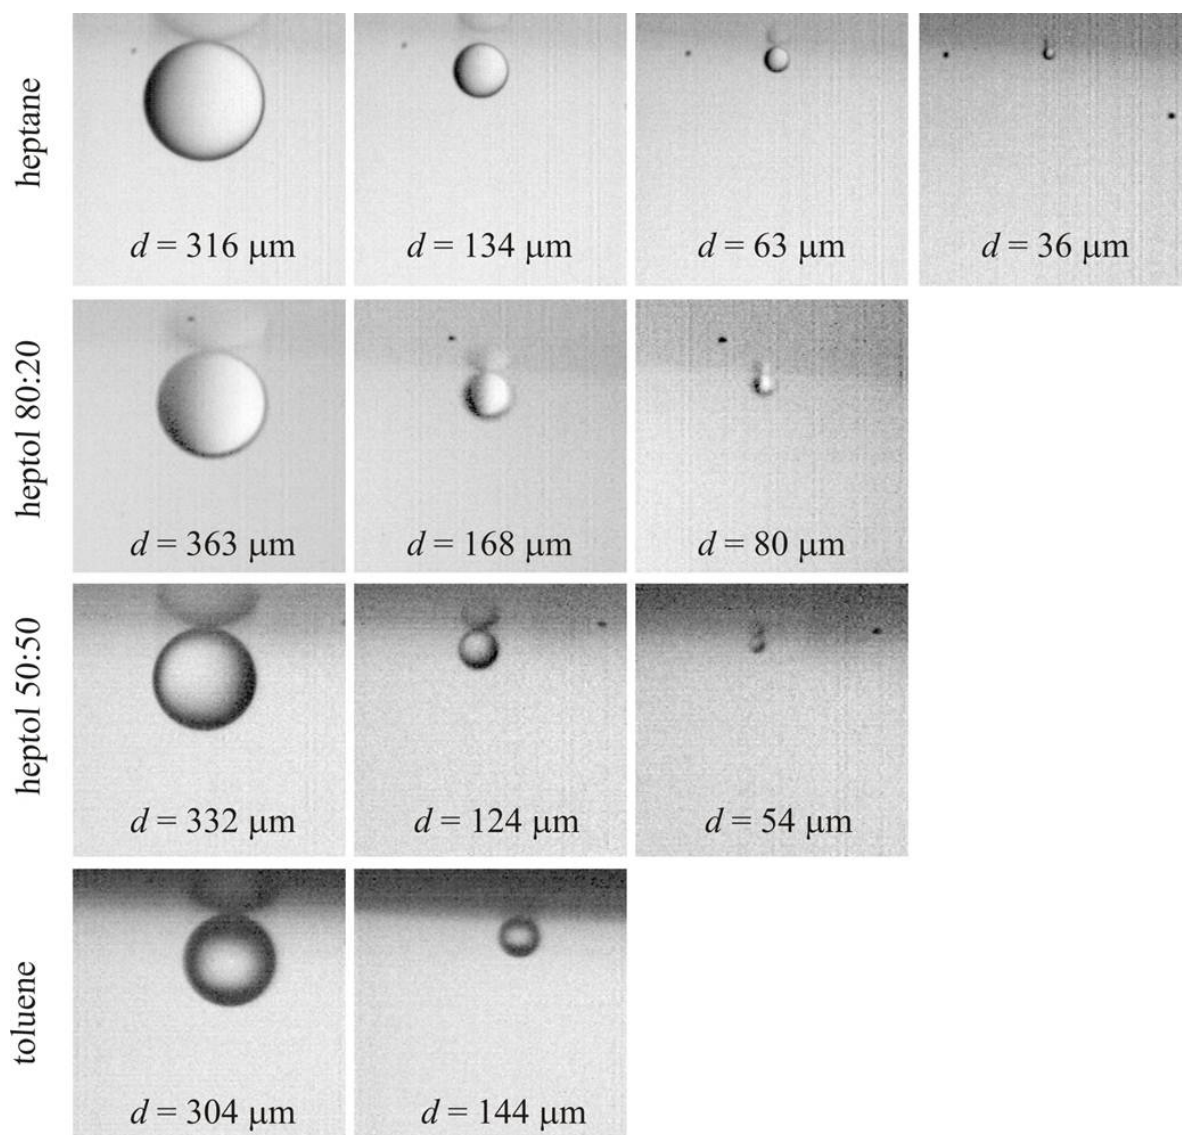 heptane
d = 316 μm
d = 134 μm
d = 63 μm
d = 36 μm
heptol 80:20
d = 363 μm
d = 168 μm
d = 80 μm
heptol 50:50
d = 332 μm
d = 124 μm
d = 54 μm
toluene
d = 304 μm
d = 144 μm